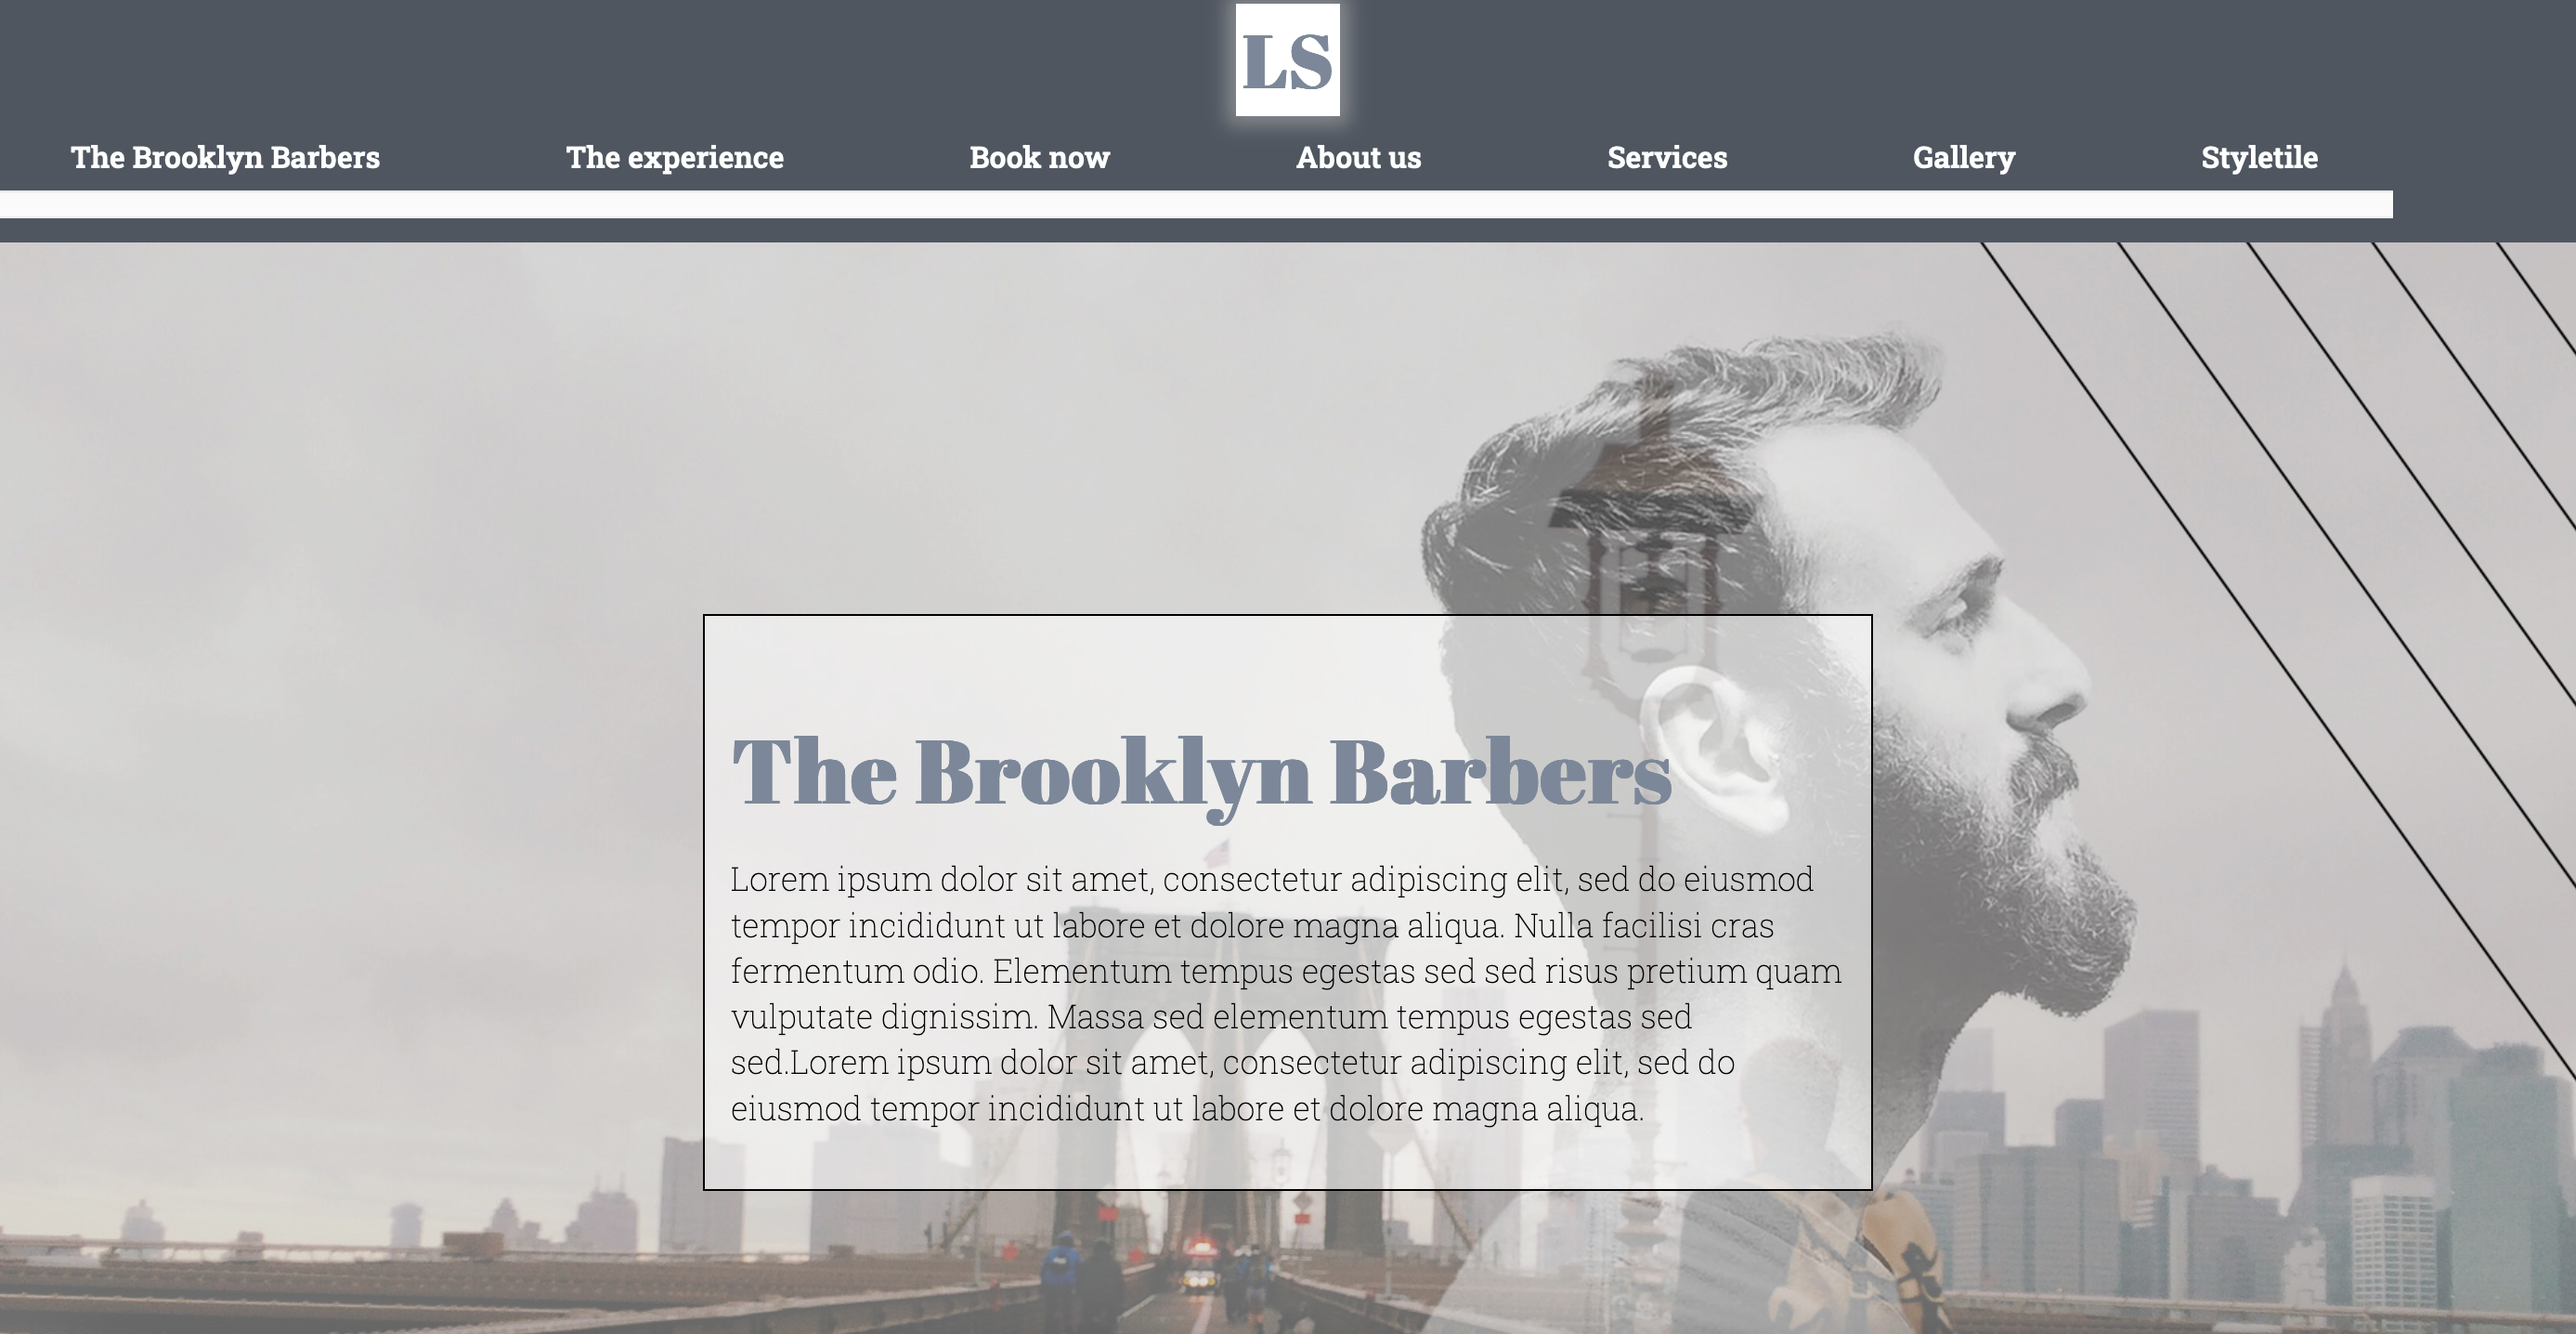 LS
The Brooklyn Barbers The experience Book now About us Services Gallery Styletile
The Brooklyn Barbers
Lorem ipsum dolor sit amet, consectetur adipiscing elit, sed do eiusmod
tempor incididunt ut labore et dolore magna aliqua. Nulla facilisi cras
fermentum odio. Elementum tempus egestas sed sed risus pretium quam
vulputate dignissim. Massa sed elementum tempus egestas sed
sed.Lorem ipsum dolor sit amet, consectetur adipiscing elit, sed do
eiusmod tempor incididunt ut labore et dolore magna aliqua.